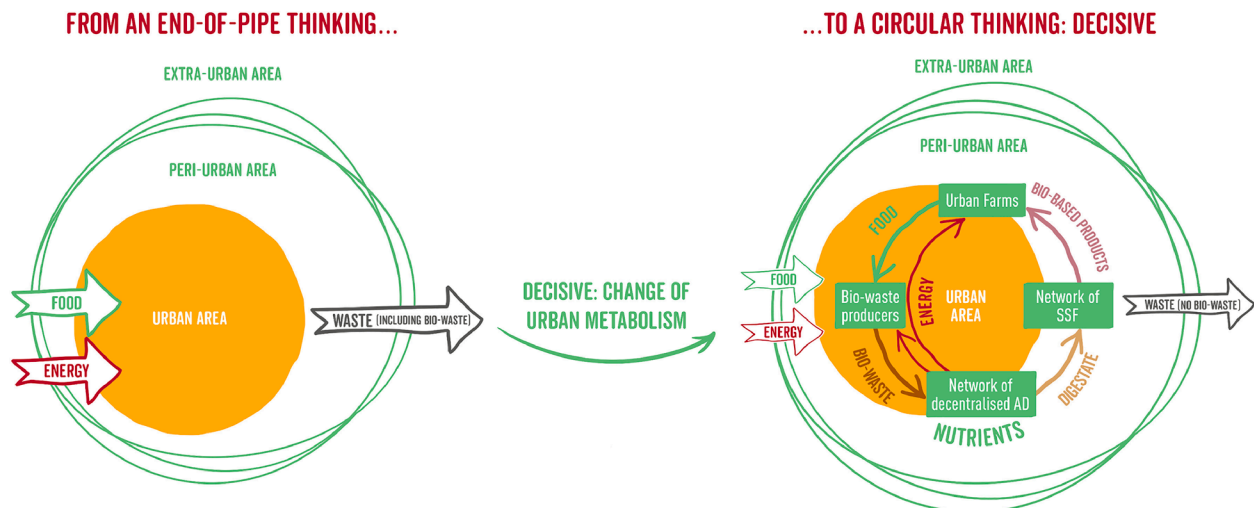 FROM AN END-OF-PIPE THINKING...
EXTRA-URBAN AREA
PERI-URBAN AREA
FOOD
URBAN AREA
ENERGY
WASTE (INCLUDING BIO-WASTE)
DECISIVE: CHANGE OF
URBAN METABOLISM
...TO A CIRCULAR THINKING: DECISIVE
EXTRA-URBAN AREA
PERI-URBAN AREA
Urban Farms
BIO-BASED PRODUCTS
FOOD
FOOD
ENERGY
Bio-waste
producers
ENERGY
URBAN
AREA
Network of
SSF
WASTE (NO BIO-WASTE)
BIO-WASTE
Network of
decentralised AD
DIGESTATE
NUTRIENTS